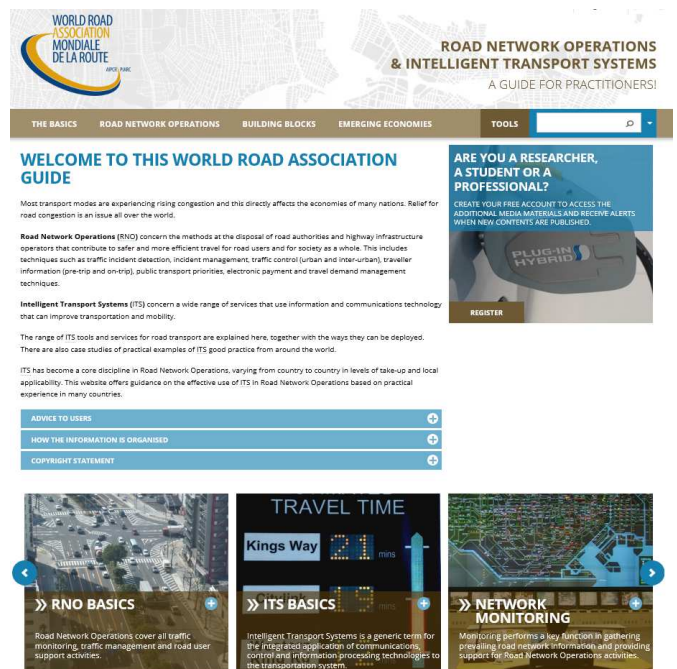 WORLD ROAD
ASSOCIATION
MONDIALE
DE LA ROUTE
AIPCR | PIARC
ROAD NETWORK OPERATIONS
& INTELLIGENT TRANSPORT SYSTEMS
A GUIDE FOR PRACTITIONERS!
THE BASICS ROAD NETWORK OPERATIONS BUILDING BLOCKS EMERGING ECONOMIES TOOLS
WELCOME TO THIS WORLD ROAD ASSOCIATION
GUIDE
Most transport modes are experiencing rising congestion and this directly affects the economies of many nations. Relief for
road congestion is an issue all over the world.
Road Network Operations (RNO) concern the methods at the disposal of road authorities and highway infrastructure
operators that contribute to safer and more efficient travel for road users and for society as a whole. This includes
techniques such as traffic incident detection, incident management, traffic control (urban and inter-urban), traveller
information (pre-trip and on-trip), public transport priorities, electronic payment and travel demand management
techniques.
Intelligent Transport Systems (ITS) concern a wide range of services that use information and communications technology
that can improve transportation and mobility.
The range of ITS tools and services for road transport are explained here, together with the ways they can be deployed.
There are also case studies of practical examples of ITS good practice from around the world.
ITS has become a core discipline in Road Network Operations, varying from country to country in levels of take-up and local
applicability. This website offers guidance on the effective use of ITS In Road Network Operations based on practical
experience in many countries.
ADVICE TO USERS
HOW THE INFORMATION IS ORGANISED
COPYRIGHT STATEMENT
ARE YOU A RESEARCHER,
A STUDENT OR A
PROFESSIONAL?
CREATE YOUR FREE ACCOUNT TO ACCESS THE
ADDITIONAL MEDIA MATERIALS AND RECEIVE ALERTS
WHEN NEW CONTENTS ARE PUBLISHED.
PLUG-IN
HYBRID
REGISTER
TRAVEL TIME
Kings Way 21 mins
Citylink 19 mins
» RNO BASICS
Road Network Operations cover all traffic
monitoring, traffic management and road user
support activities.
» ITS BASICS
Intelligent Transport Systems is a generic term for
the integrated application of communications,
control and information processing technologies to
the transportation system.
» NETWORK
MONITORING
Monitoring performs a key function in gathering
prevailing road network information and providing
support for Road Network Operations activities.